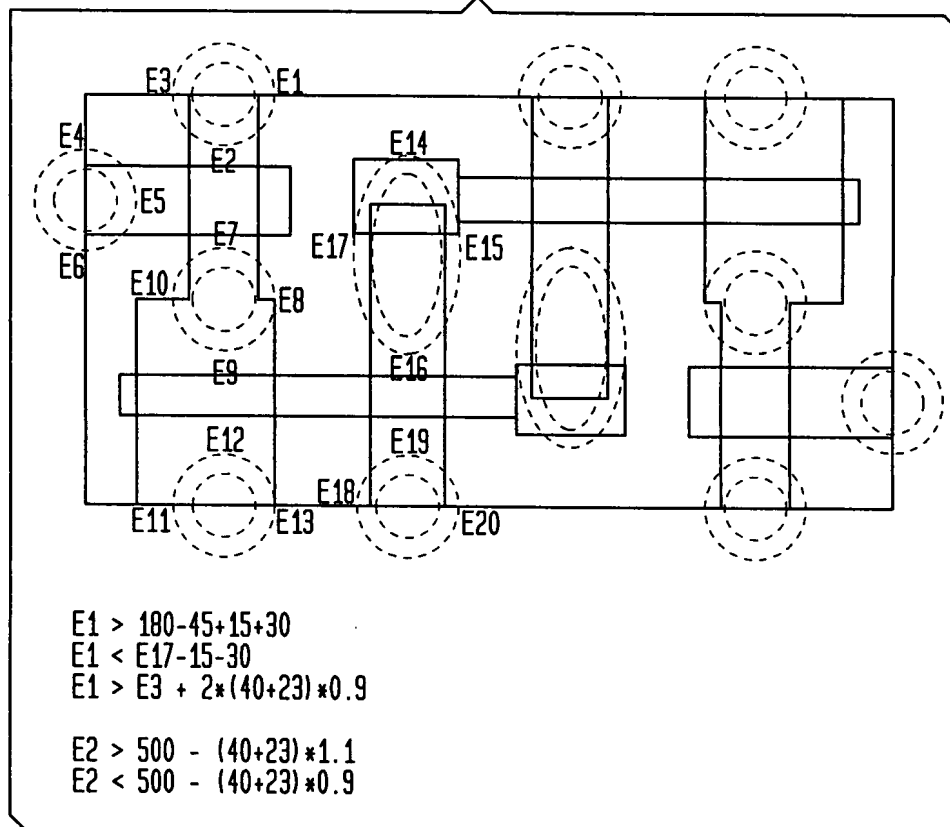 E3 E1
E14
E4
E2
E5
E7
E17 E15
E6
E10 E8
E9 E16
E12 E19
E18
E11 E13 E20
E1 > 180-45+15+30
E1 < E17-15-30
E1 > E3 + 2*(40+23)*0.9
E2 > 500 - (40+23)*1.1
E2 < 500 - (40+23)*0.9